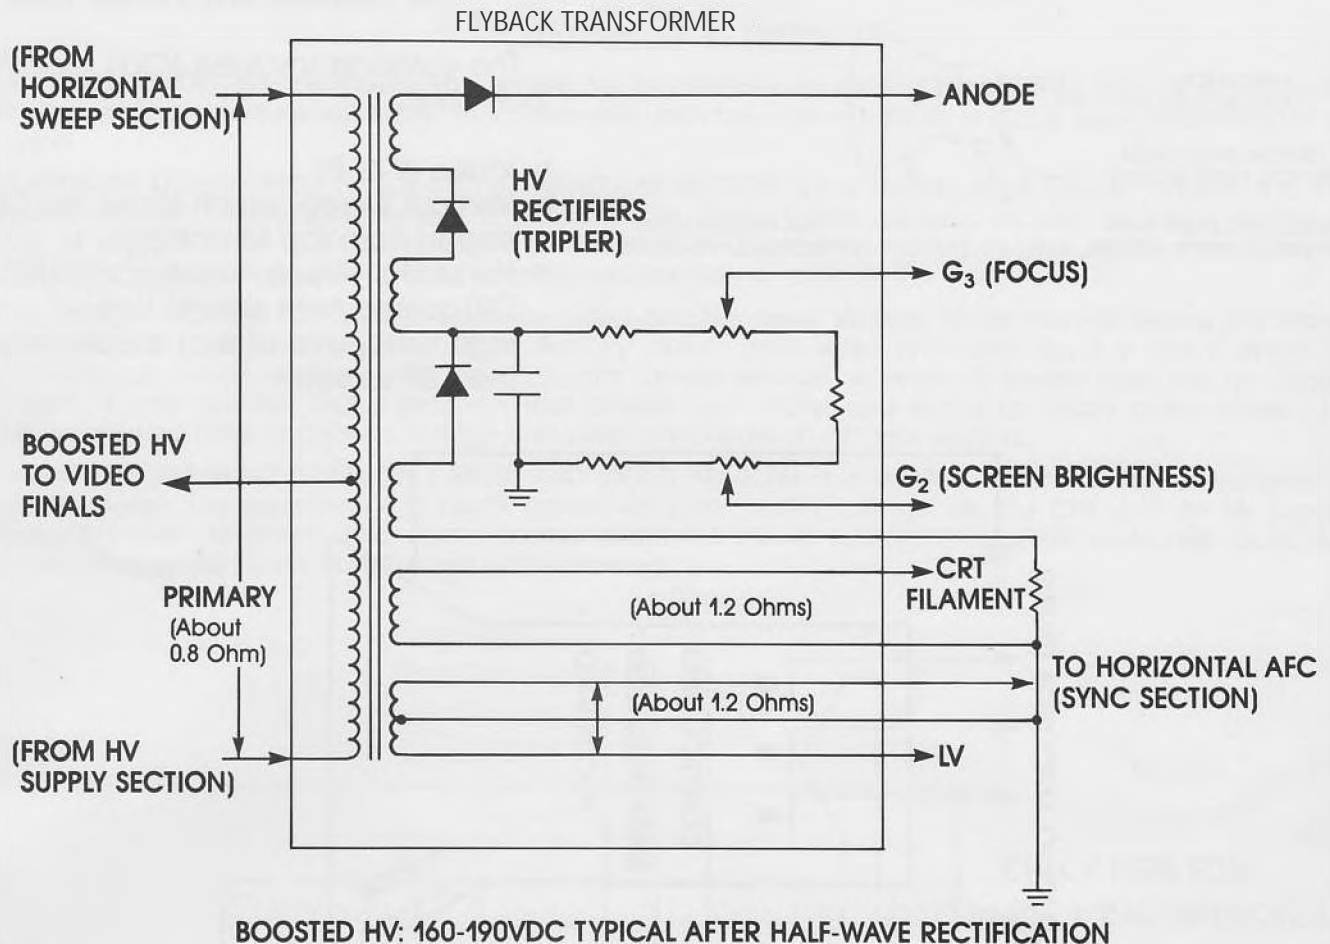 FLYBACK TRANSFORMER
(FROM
HORIZONTAL
SWEEP SECTION)
ANODE
HV
RECTIFIERS
(TRIPLER)
G3 (FOCUS)
BOOSTED HV
TO VIDEO
FINALS
G2 (SCREEN BRIGHTNESS)
PRIMARY
(About
0.8 Ohm)
(About 1.2 Ohms)
CRT
FILAMENT
(About 1.2 Ohms)
TO HORIZONTAL AFC
(SYNC SECTION)
(FROM HV
SUPPLY SECTION)
LV
BOOSTED HV: 160-190VDC TYPICAL AFTER HALF-WAVE RECTIFICATION